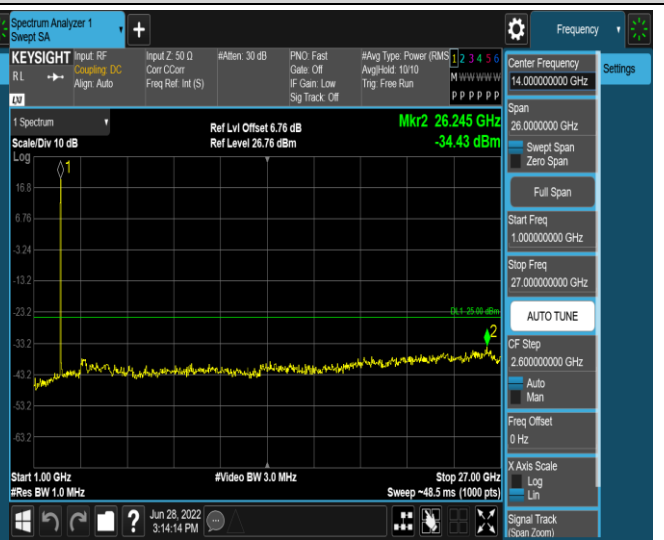 Spectrum Analyzer 1
Swept SA
+
Frequency
KEYSIGHT
RL
LXI
Input: RF
Coupling: DC
Align: Auto
Input Z: 50 Ω
Corr CCorr
Freq Ref: Int (S)
#Atten: 30 dB
PNO: Fast
Gate: Off
IF Gain: Low
Sig Track: Off
#Avg Type: Power (RMS
Avg|Hold: 10/10
Trig: Free Run
1 2 3 4 5 6
M W W W W W
P P P P P P
Center Frequency
14.000000000 GHz
Settings
1 Spectrum
Scale/Div 10 dB
Log
Ref Lvl Offset 6.76 dB
Ref Level 26.76 dBm
Mkr2 26.245 GHz
-34.43 dBm
Span
26.0000000 GHz
Swept Span
Zero Span
Full Span
Start Freq
1.000000000 GHz
Stop Freq
27.000000000 GHz
AUTO TUNE
CF Step
2.600000000 GHz
Auto
Man
Freq Offset
0 Hz
X Axis Scale
Log
Lin
Signal Track
(Span Zoom)
1
16.8
6.76
-3.24
-13.2
-23.2
DL1 -25.00 dBm
2
-33.2
-43.2
-53.2
-63.2
Start 1.00 GHz
#Res BW 1.0 MHz
#Video BW 3.0 MHz
Stop 27.00 GHz
Sweep ~48.5 ms (1000 pts)
?
Jun 28, 2022
3:14:14 PM